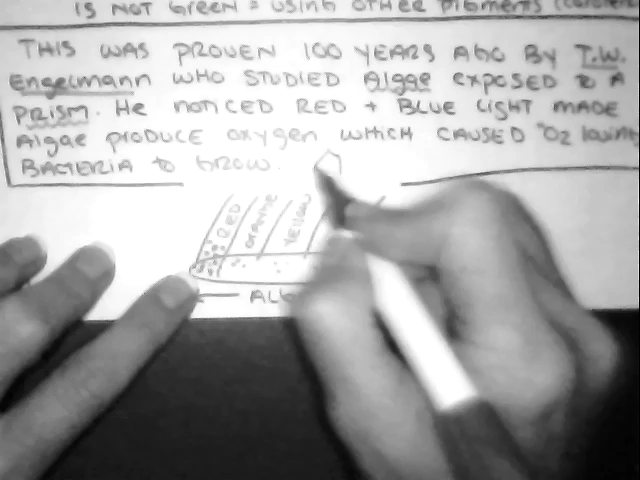 IS NOT GREEN = USING OTHER PIGMENTS
THIS WAS PROVEN 100 YEARS AGO BY T.W.
Engelmann WHO STUDIED Algae EXPOSED TO A
PRISM. He NOTICED RED + BLUE LIGHT MADE
Algae PRODUCE Oxygen WHICH CAUSED "O2 loving
BACTERIA to GROW.
RED ORANGE YELLOW